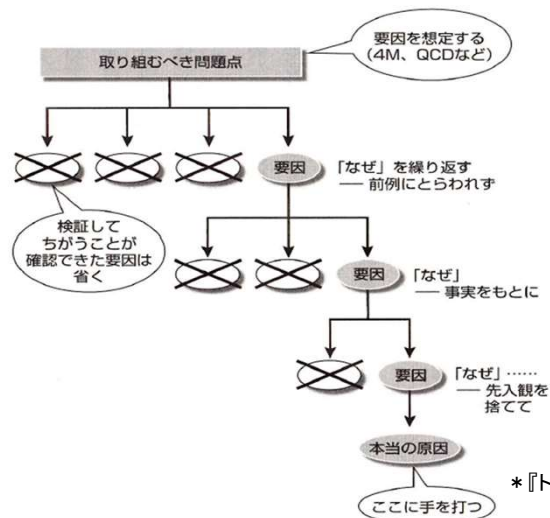 要因を想定する
(4M、QCDなど)
取り組むべき問題点
要因
「なぜ」を繰り返す
── 前例にとらわれず
検証して
ちがうことが
確認できた要因は
省く
要因
「なぜ」
── 事実をもとに
要因
「なぜ」……
── 先入観を
捨てて
本当の原因
*『ト
ここに手を打つ